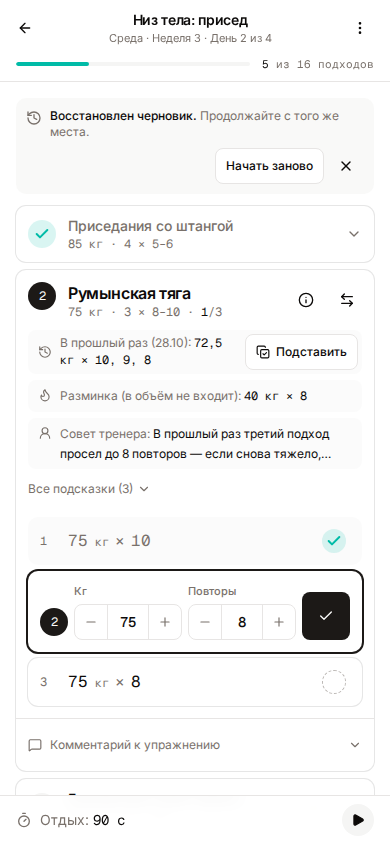 Низ тела: присед
Среда · Неделя 3 · День 2 из 4
5 из 16 подходов
Восстановлен черновик. Продолжайте с того же
места.
Начать заново
Приседания со штангой
85 кг · 4 × 5–6
2
Румынская тяга
75 кг · 3 × 8–10 · 1/3
В прошлый раз (28.10): 72,5
кг × 10, 9, 8
Подставить
Разминка (в объём не входит): 40 кг × 8
Совет тренера: В прошлый раз третий подход
просел до 8 повторов — если снова тяжело,...
Все подсказки (3)
1 75 кг × 10
Кг Повторы
2 − 75 + − 8 +
3 75 кг × 8
Комментарий к упражнению
Отдых: 90 с